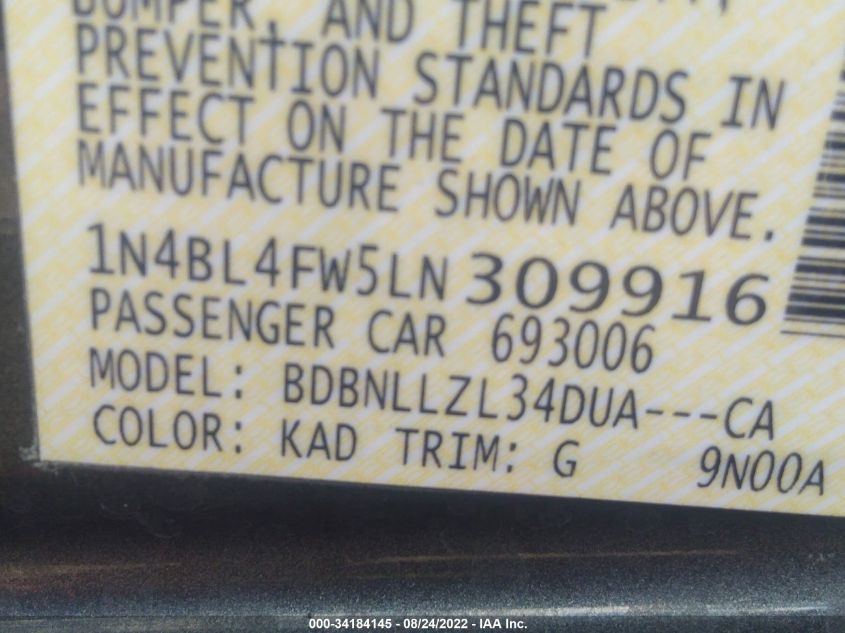 BUMPER, AND THEFT
PREVENTION STANDARDS IN
EFFECT ON THE DATE OF
MANUFACTURE SHOWN ABOVE.
1N4BL4FW5LN309916
PASSENGER CAR 693006
MODEL: BDBNLLZL34DUA---CA
COLOR: KAD TRIM: G 9N00A
000-34184145 - 08/24/2022 - IAA Inc.